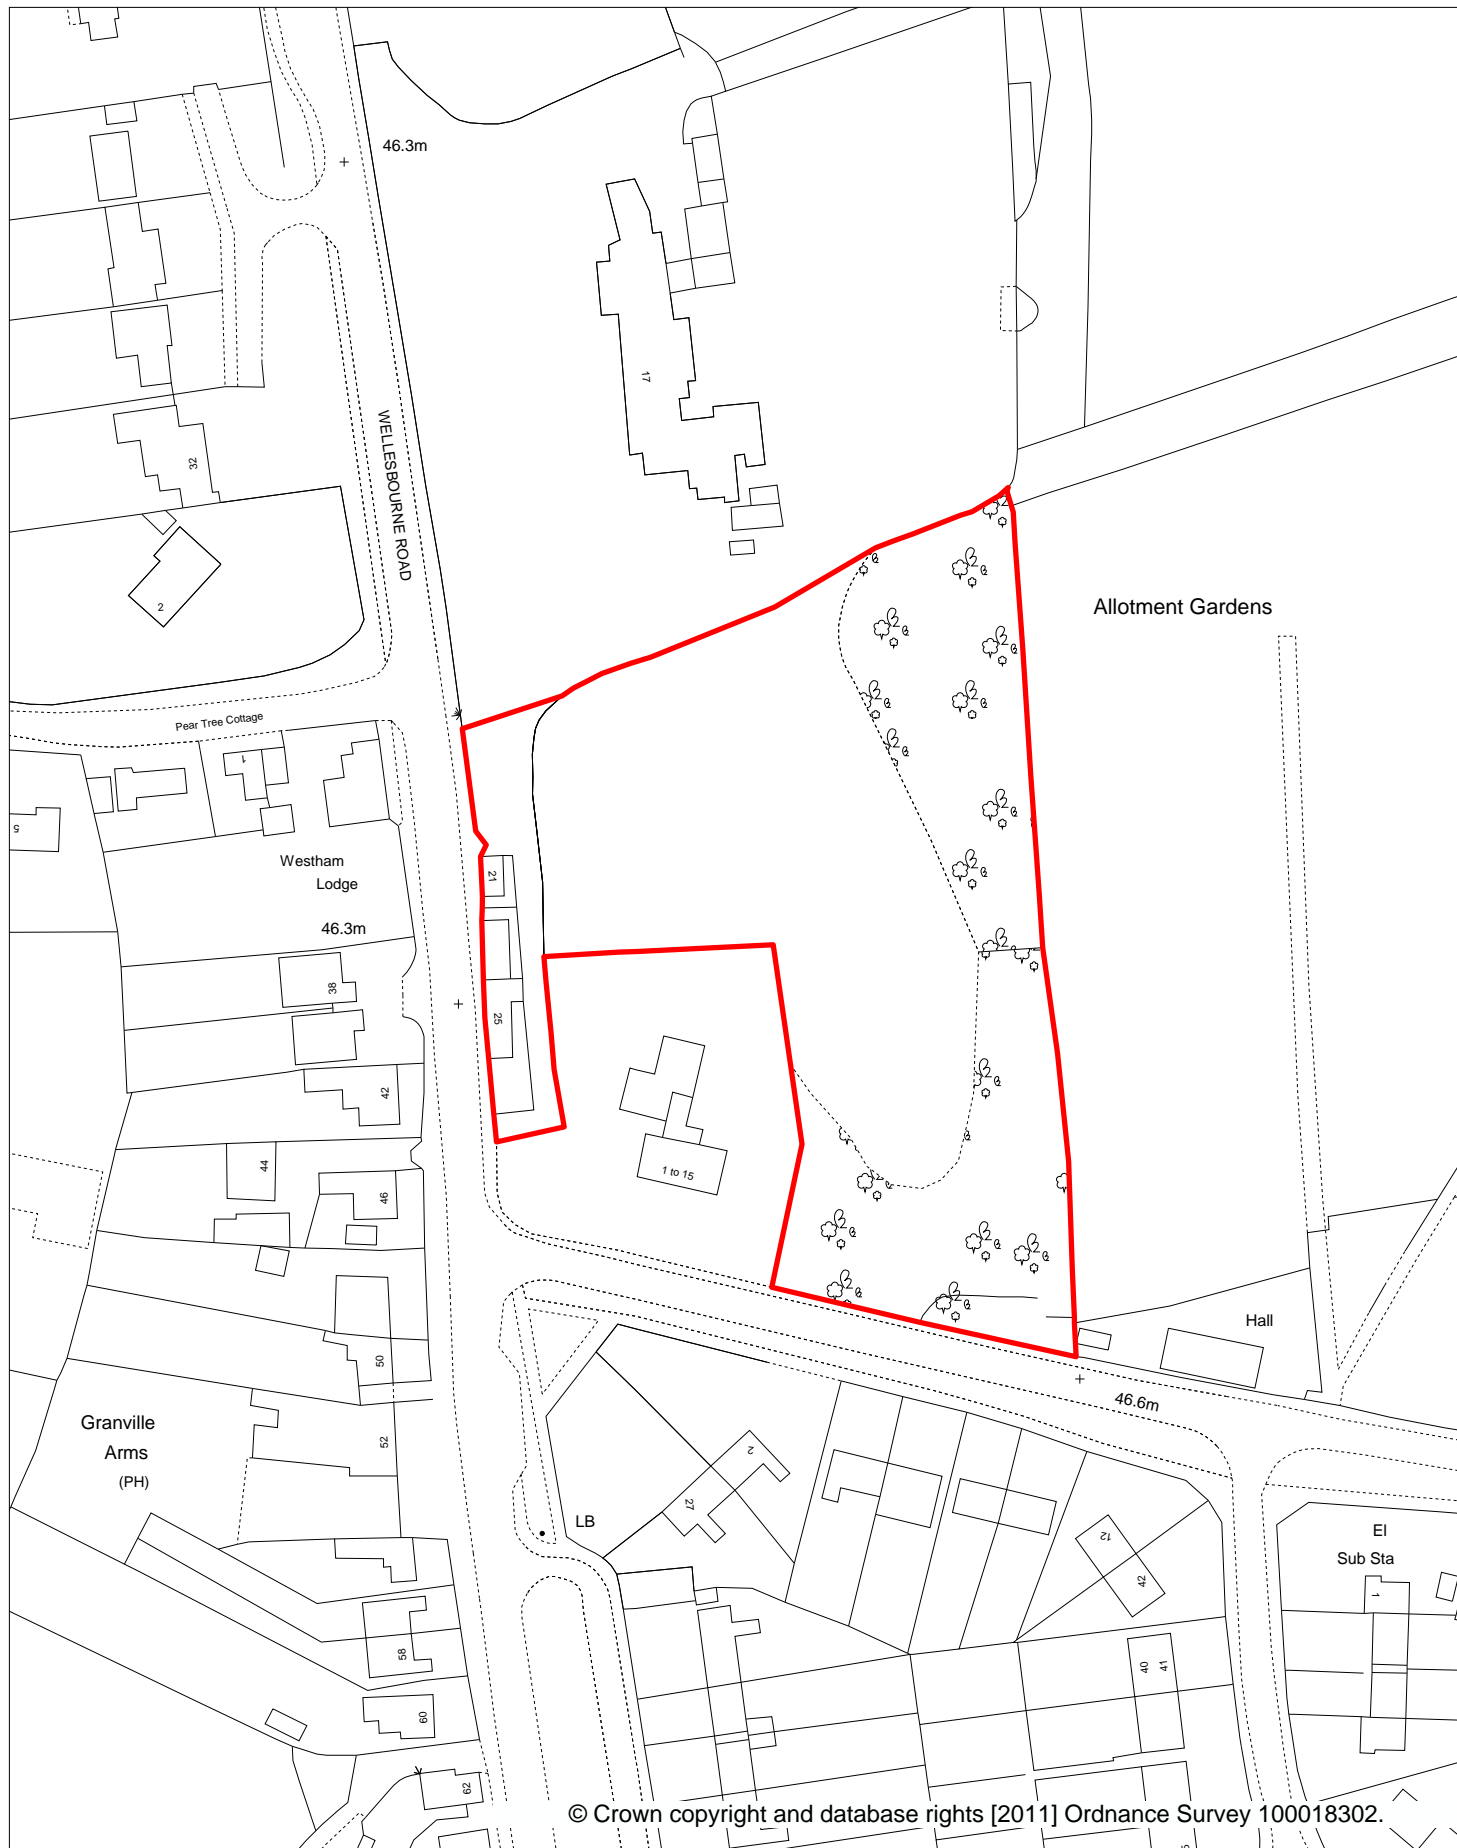 46.3m
17
WELLESBOURNE ROAD
32
2
Allotment Gardens
Pear Tree Cottage
1
5
Westham
Lodge
21
46.3m
38
25
42
1 to 15
44
46
Hall
50
46.6m
Granville
Arms
(PH)
52
2
27
LB
12
42
El
Sub Sta
1
58
40
41
60
62
© Crown copyright and database rights [2011] Ordnance Survey 100018302.